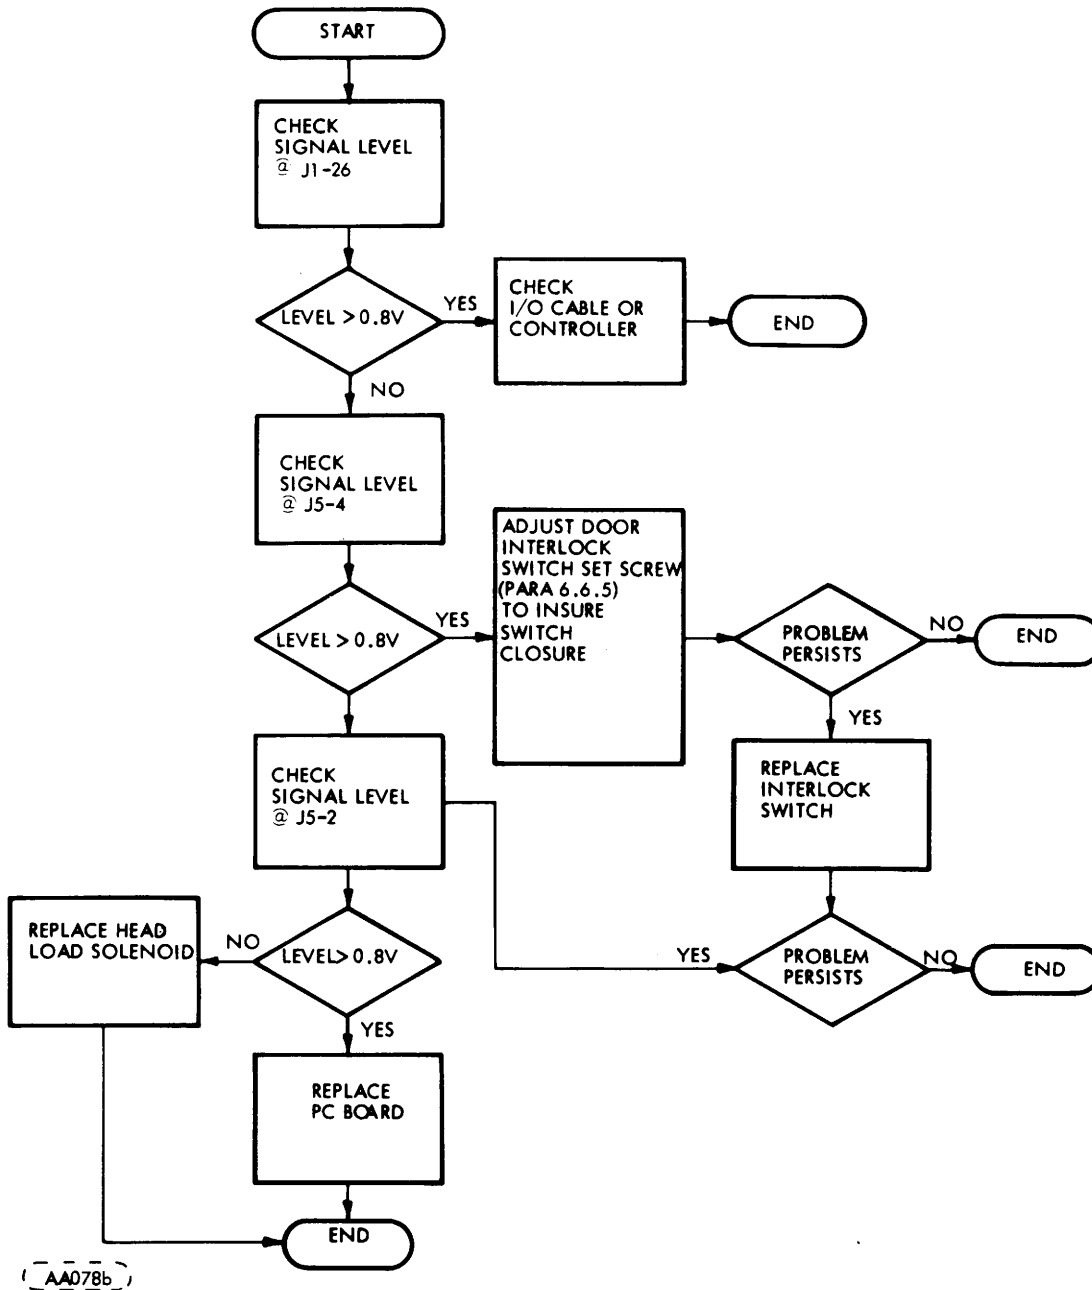 START
CHECK
SIGNAL LEVEL
@ J1-26
LEVEL > 0.8V
YES
CHECK
I/O CABLE OR
CONTROLLER
END
NO
CHECK
SIGNAL LEVEL
@ J5-4
LEVEL > 0.8V
YES
ADJUST DOOR
INTERLOCK
SWITCH SET SCREW
(PARA 6.6.5)
TO INSURE
SWITCH
CLOSURE
PROBLEM
PERSISTS
NO
END
YES
REPLACE
INTERLOCK
SWITCH
CHECK
SIGNAL LEVEL
@ J5-2
YES
PROBLEM
PERSISTS
NO
END
LEVEL > 0.8V
NO
REPLACE HEAD
LOAD SOLENOID
YES
REPLACE
PC BOARD
END
AA078b